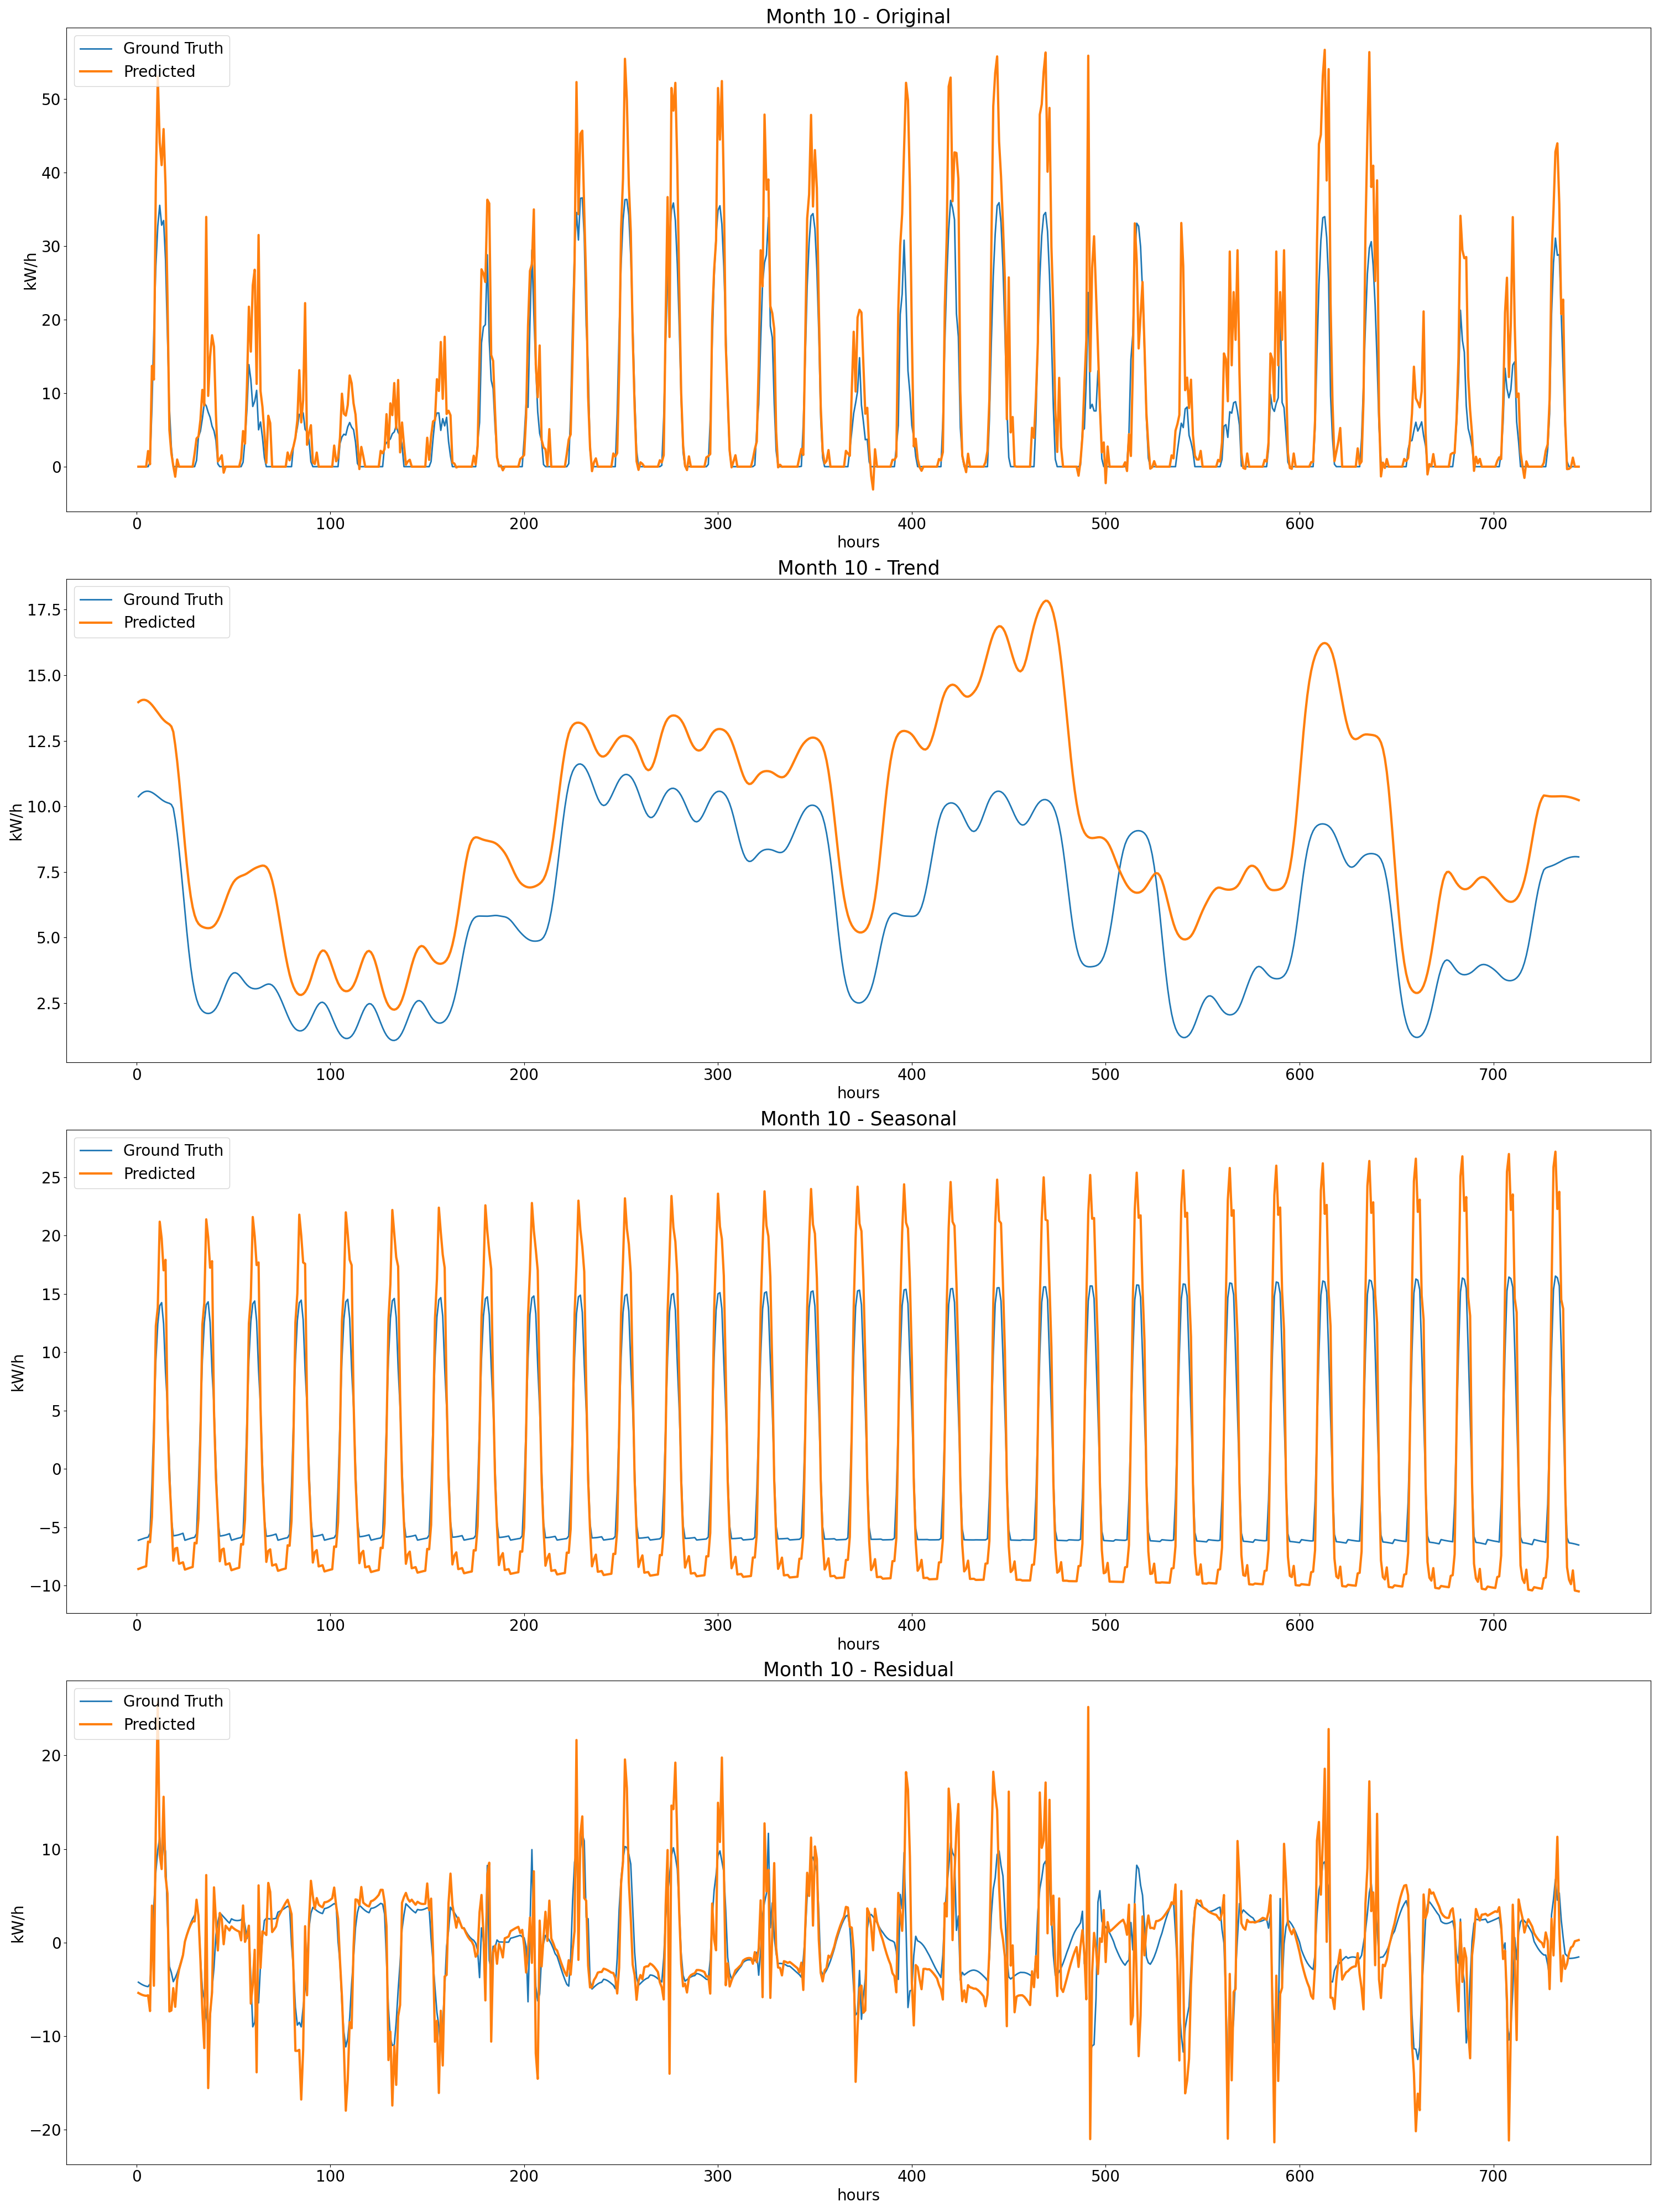 Month 10 - Original
Ground Truth
Predicted
kW/h
50
40
30
20
10
0
0 100 200 300 400 500 600 700
hours
Month 10 - Trend
Ground Truth
Predicted
kW/h
17.5
15.0
12.5
10.0
7.5
5.0
2.5
0 100 200 300 400 500 600 700
hours
Month 10 - Seasonal
Ground Truth
Predicted
kW/h
25
20
15
10
5
0
−5
−10
0 100 200 300 400 500 600 700
hours
Month 10 - Residual
Ground Truth
Predicted
kW/h
20
10
0
−10
−20
0 100 200 300 400 500 600 700
hours